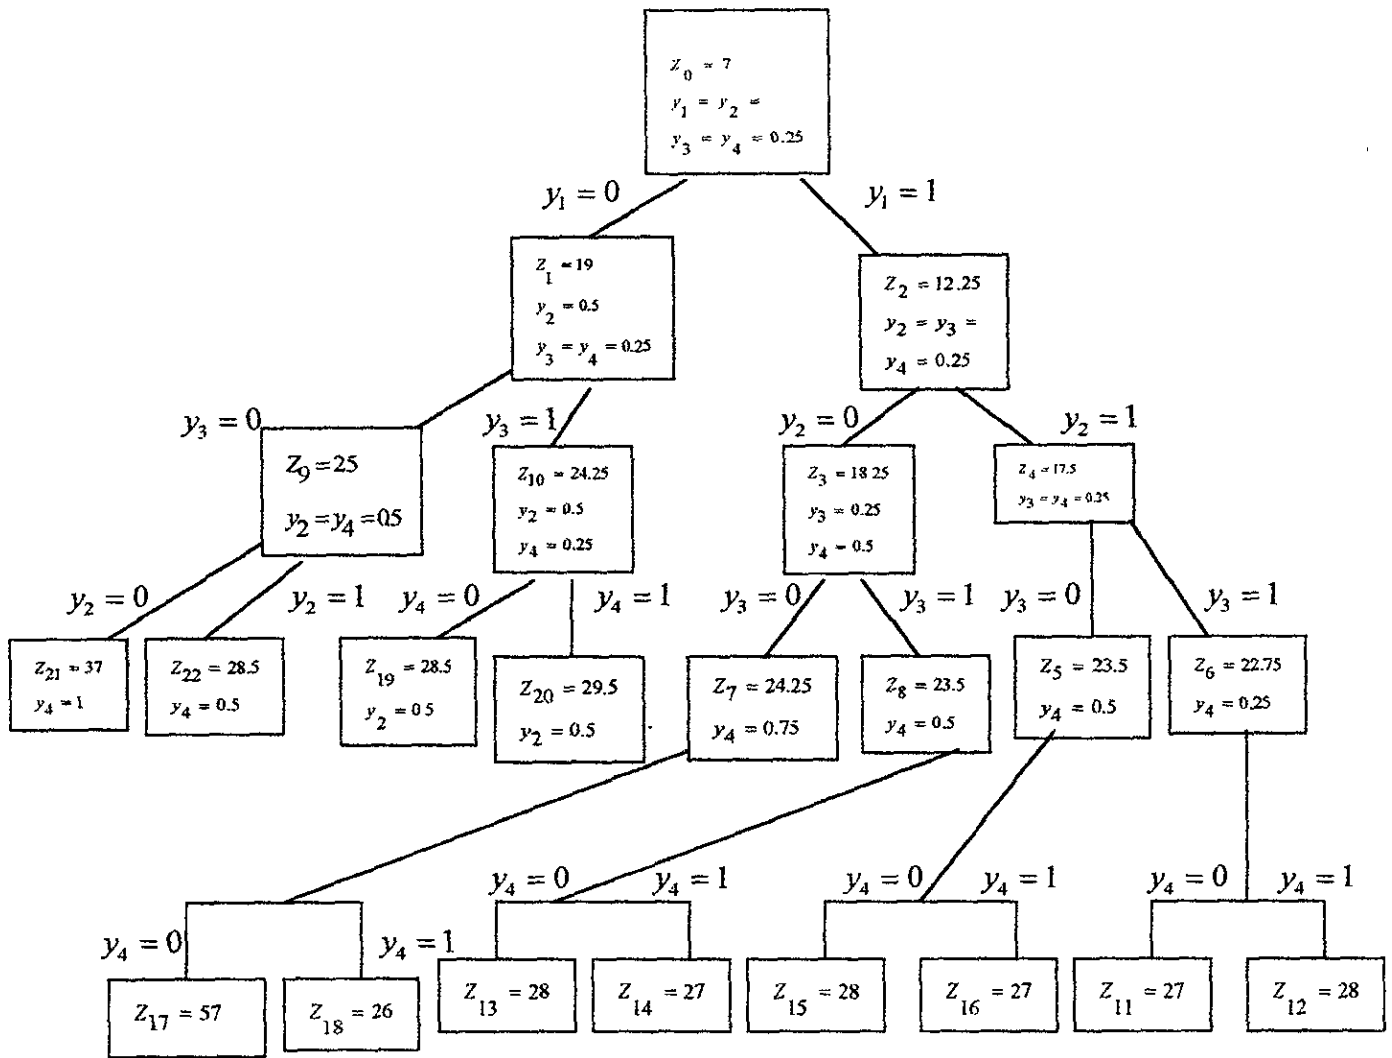 Z0 = 7
y1 = y2 =
y3 = y4 = 0.25
y1 = 0
y1 = 1
Z1 = 19
y2 = 0.5
y3 = y4 = 0.25
Z2 = 12.25
y2 = y3 =
y4 = 0.25
y3 = 0
y3 = 1
y2 = 0
y2 = 1
Z9 = 25
y2 = y4 = 05
Z10 = 24.25
y2 = 0.5
y4 = 0.25
Z3 = 18 25
y3 = 0.25
y4 = 0.5
Z4 = 17.5
y3 = y4 = 0.25
y2 = 0
y2 = 1
y4 = 0
y4 = 1
y3 = 0
y3 = 1
y3 = 0
y3 = 1
Z21 = 37
y4 = 1
Z22 = 28.5
y4 = 0.5
Z19 = 28.5
y2 = 0 5
Z20 = 29.5
y2 = 0.5
Z7 = 24.25
y4 = 0.75
Z8 = 23.5
y4 = 0.5
Z5 = 23.5
y4 = 0.5
Z6 = 22.75
y4 = 0.25
y4 = 0
y4 = 1
y4 = 0
y4 = 1
y4 = 0
y4 = 1
y4 = 0
y4 = 1
Z17 = 57
Z18 = 26
Z13 = 28
Z14 = 27
Z15 = 28
Z16 = 27
Z11 = 27
Z12 = 28